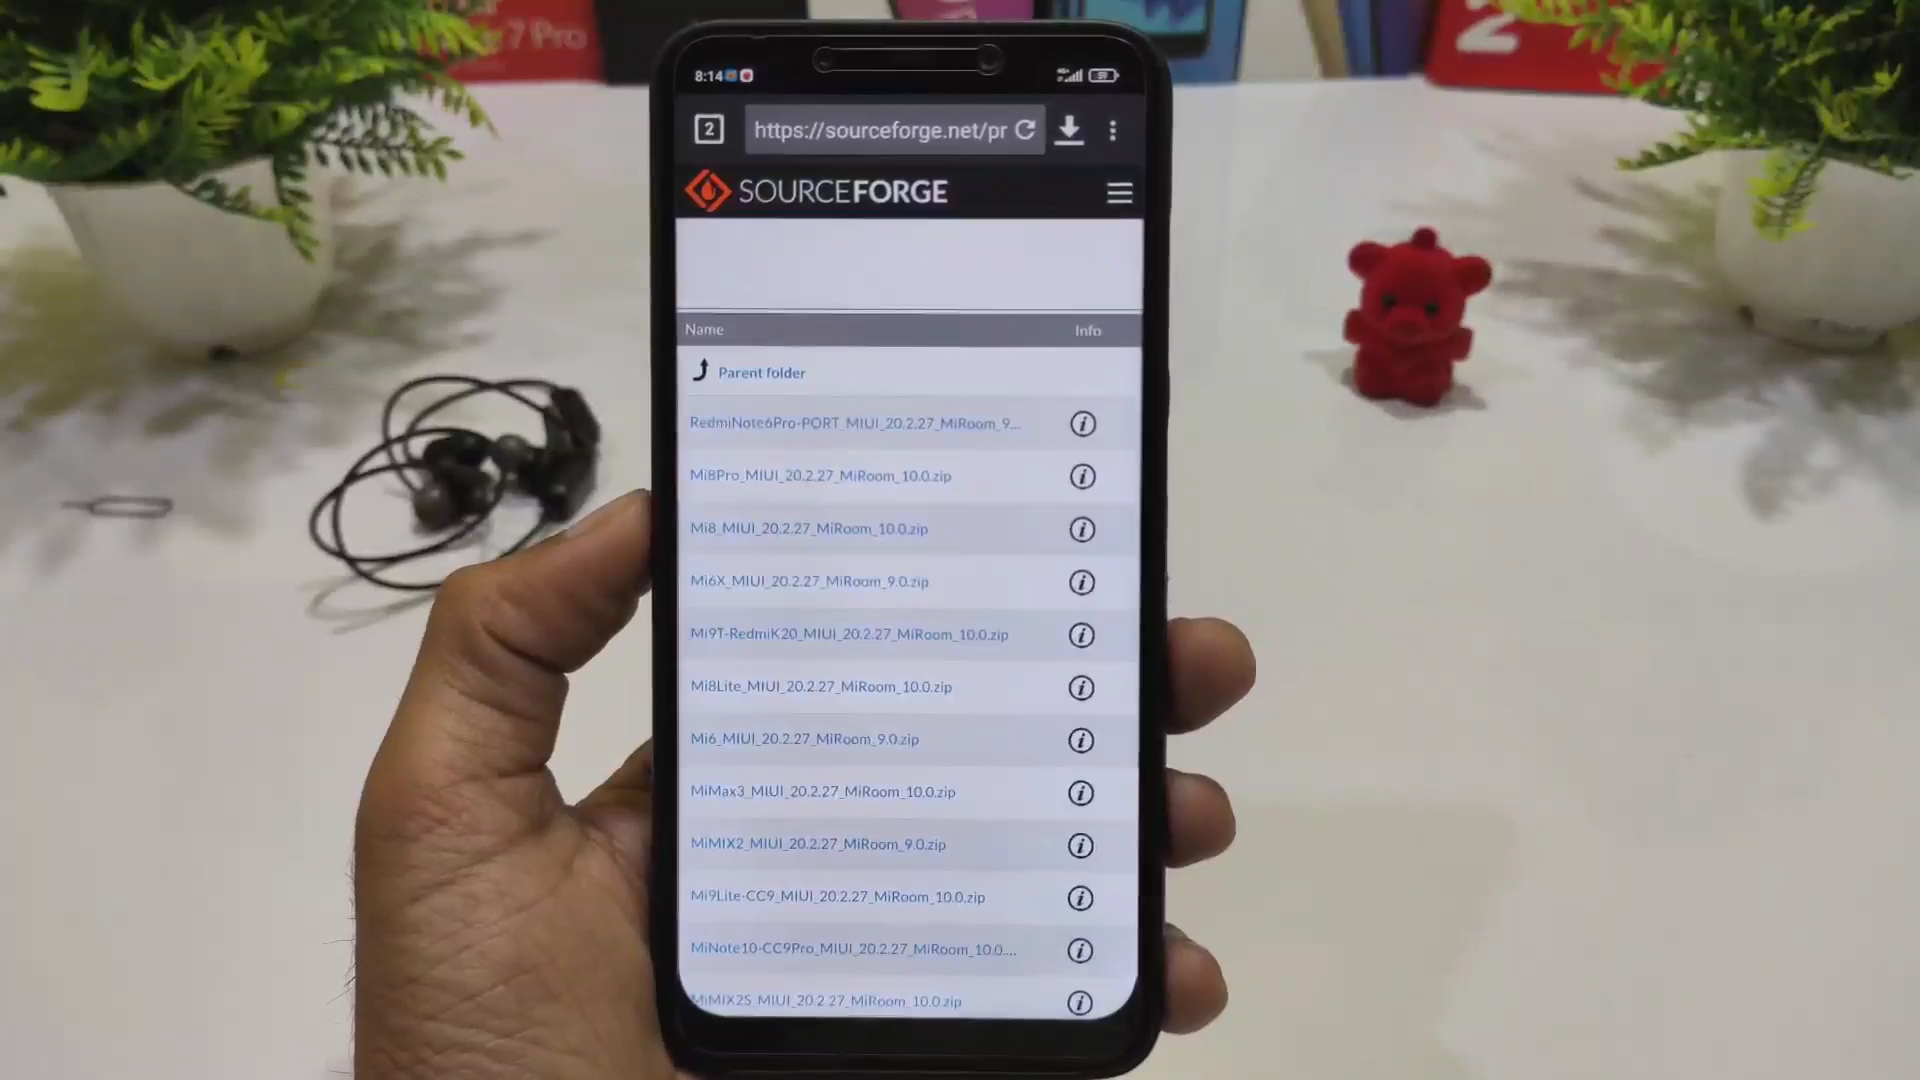 7 Pro
2
8:14
2
https://sourceforge.net/pr
SOURCEFORGE
Name Info
Parent folder
RedmiNote6Pro-PORT_MIUI_20.2.27_MiRoom_9...
Mi8Pro_MIUI_20.2.27_MiRoom_10.0.zip
Mi8_MIUI_20.2.27_MiRoom_10.0.zip
Mi6X_MIUI_20.2.27_MiRoom_9.0.zip
Mi9T-RedmiK20_MIUI_20.2.27_MiRoom_10.0.zip
Mi8Lite_MIUI_20.2.27_MiRoom_10.0.zip
Mi6_MIUI_20.2.27_MiRoom_9.0.zip
MiMax3_MIUI_20.2.27_MiRoom_10.0.zip
MiMIX2_MIUI_20.2.27_MiRoom_9.0.zip
Mi9Lite-CC9_MIUI_20.2.27_MiRoom_10.0.zip
MiNote10-CC9Pro_MIUI_20.2.27_MiRoom_10.0....
MiMIX2S_MIUI_20.2.27_MiRoom_10.0.zip